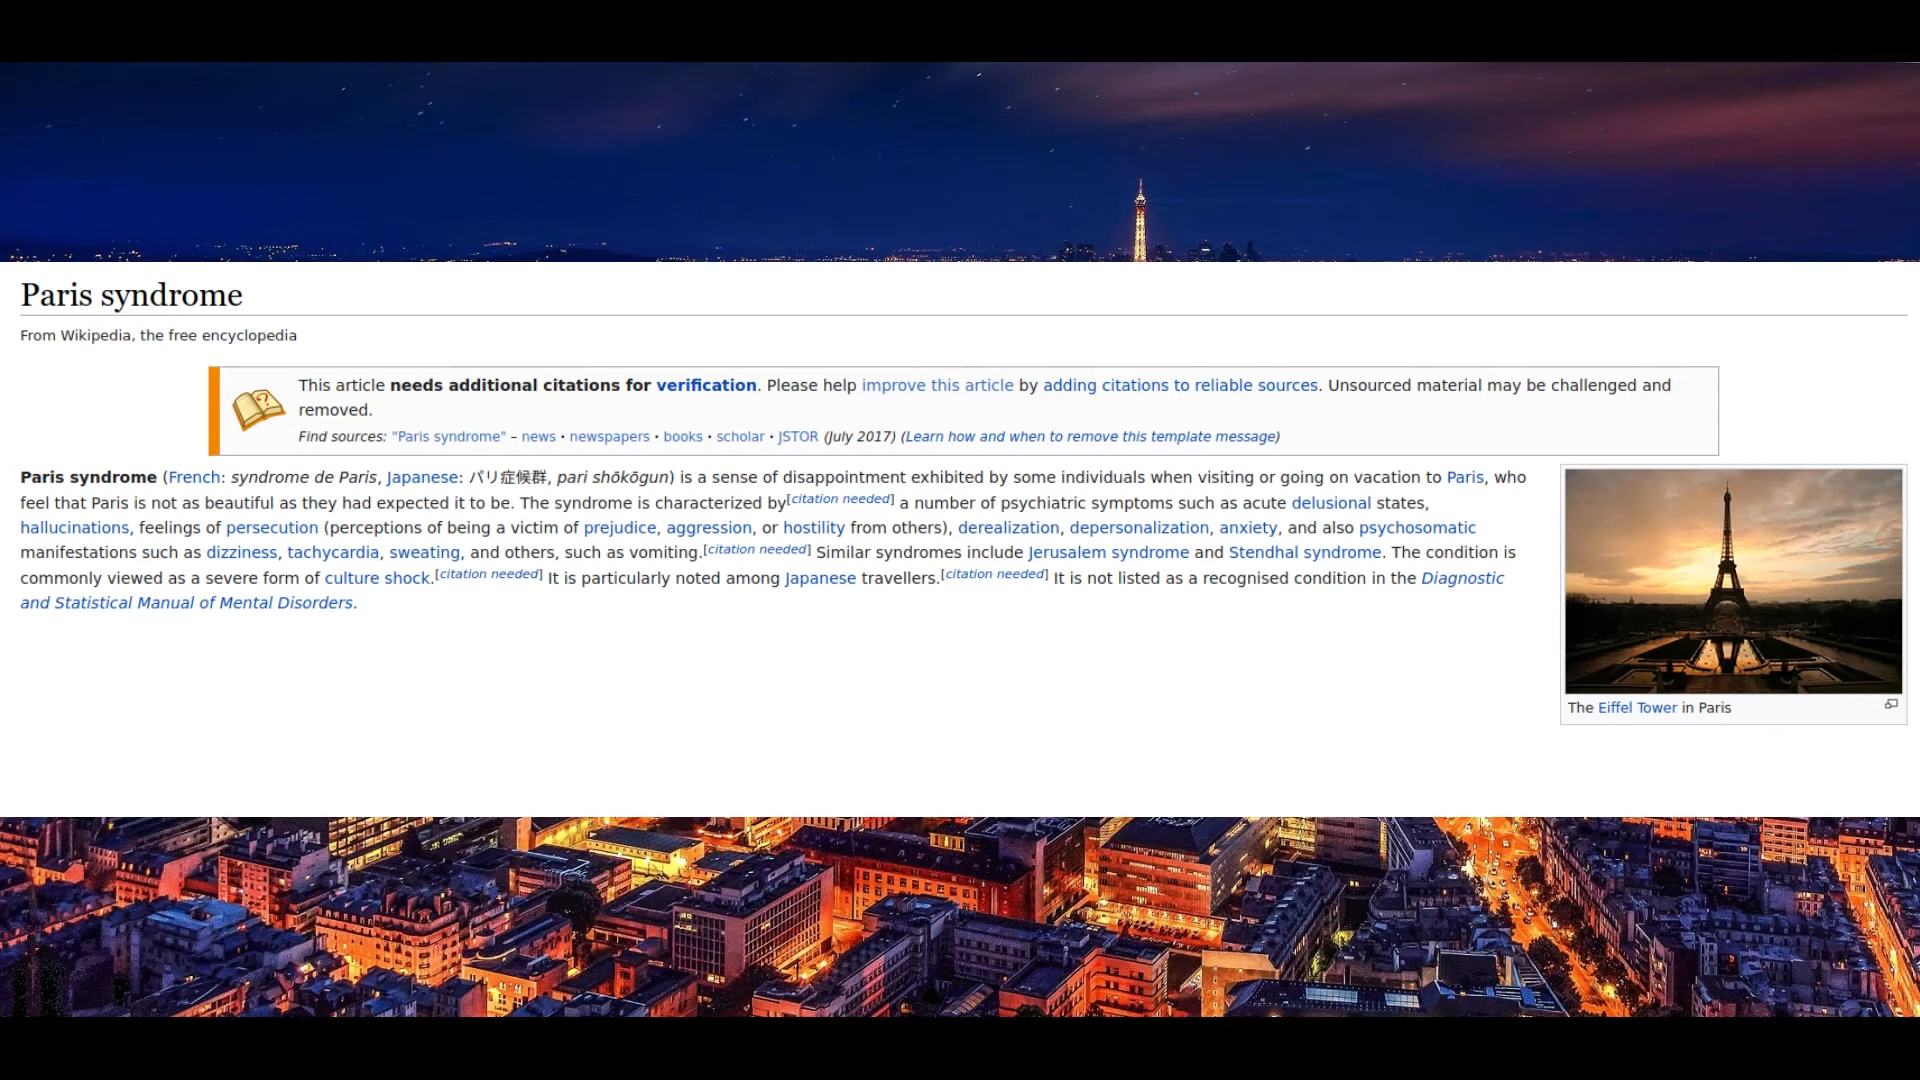 Paris syndrome
From Wikipedia, the free encyclopedia
This article needs additional citations for verification. Please help improve this article by adding citations to reliable sources. Unsourced material may be challenged and
removed.
Find sources: "Paris syndrome" – news · newspapers · books · scholar · JSTOR (July 2017) (Learn how and when to remove this template message)
Paris syndrome (French: syndrome de Paris, Japanese: パリ症候群, pari shōkōgun) is a sense of disappointment exhibited by some individuals when visiting or going on vacation to Paris, who
feel that Paris is not as beautiful as they had expected it to be. The syndrome is characterized by[citation needed] a number of psychiatric symptoms such as acute delusional states,
hallucinations, feelings of persecution (perceptions of being a victim of prejudice, aggression, or hostility from others), derealization, depersonalization, anxiety, and also psychosomatic
manifestations such as dizziness, tachycardia, sweating, and others, such as vomiting.[citation needed] Similar syndromes include Jerusalem syndrome and Stendhal syndrome. The condition is
commonly viewed as a severe form of culture shock.[citation needed] It is particularly noted among Japanese travellers.[citation needed] It is not listed as a recognised condition in the Diagnostic
and Statistical Manual of Mental Disorders.
The Eiffel Tower in Paris